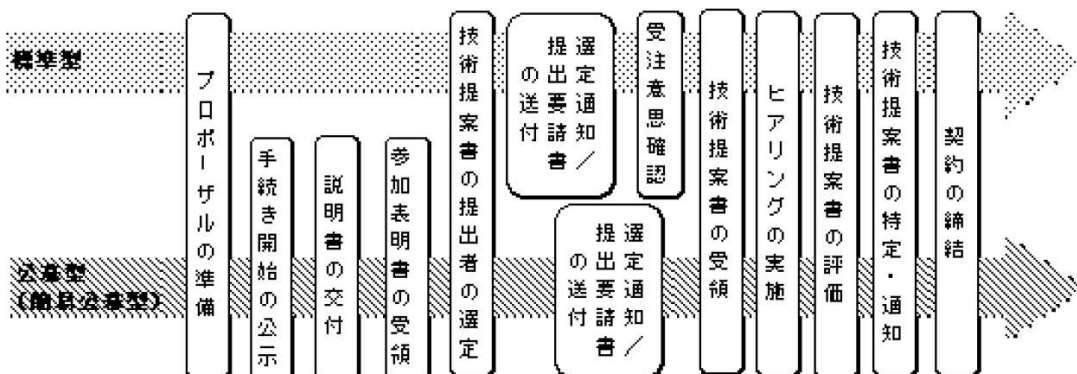 標準型
公募型
(簡易公募型)
プロポーザルの準備
手続き開始の公示
説明書の交付
参加表明書の受領
技術提案書の提出者の選定
選定通知/
提出要請書
の送付
受注意思確認
選定通知/
提出要請書
の送付
技術提案書の受領
ヒアリングの実施
技術提案書の評価
技術提案書の特定・通知
契約の締結